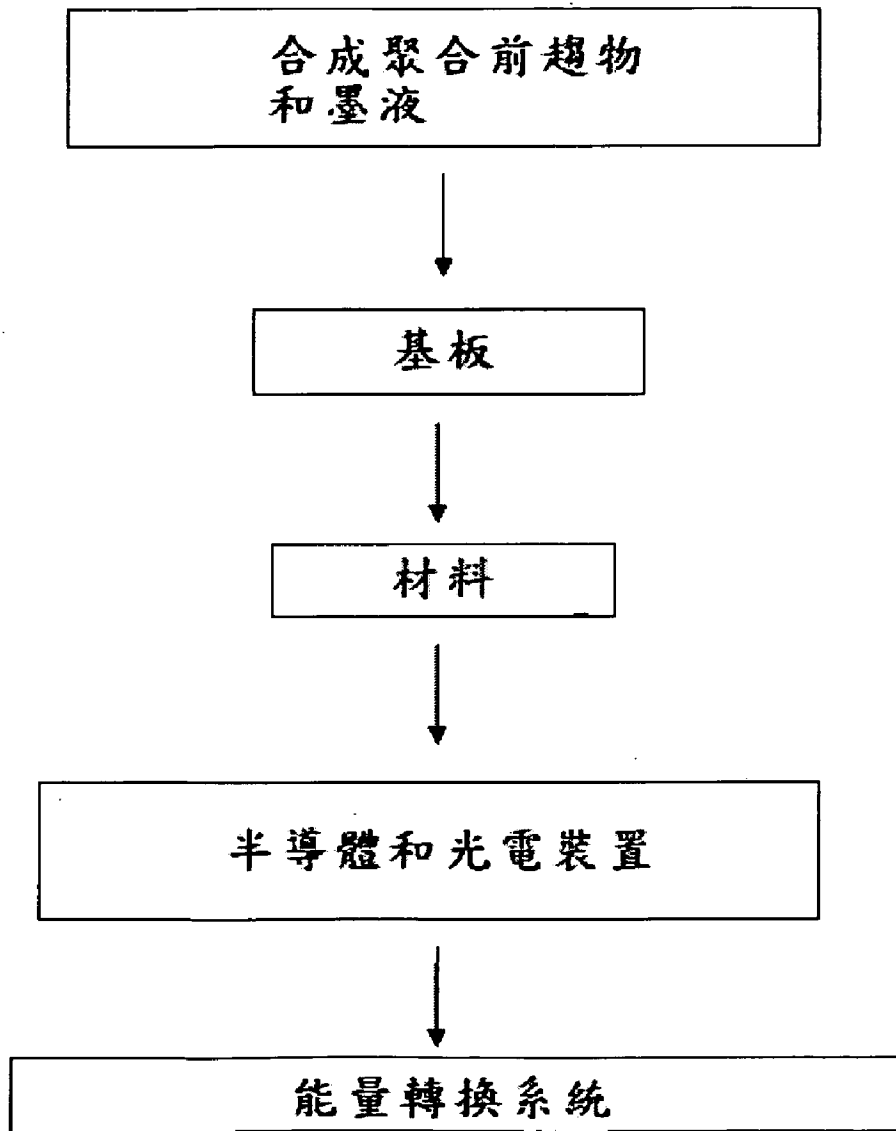 合成聚合前趨物
和墨液
基板
材料
半導體和光電裝置
能量轉換系統